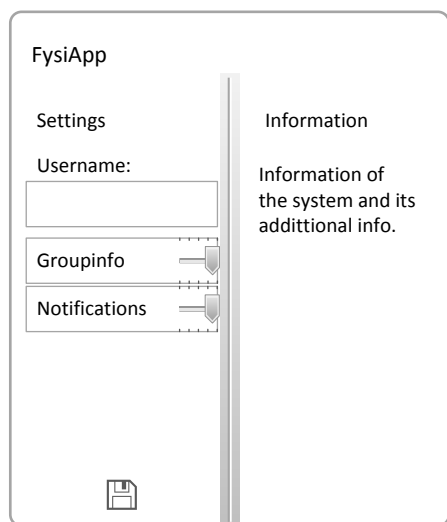 FysiApp
Settings
Username:
Groupinfo
Notifications
Information
Information of
the system and its
addittional info.